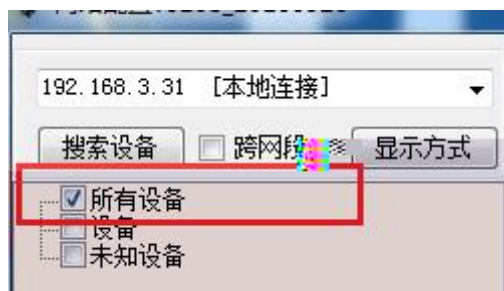 192.168.3.31 [本地连接]
搜索设备 跨网段 显示方式
所有设备
设备
未知设备